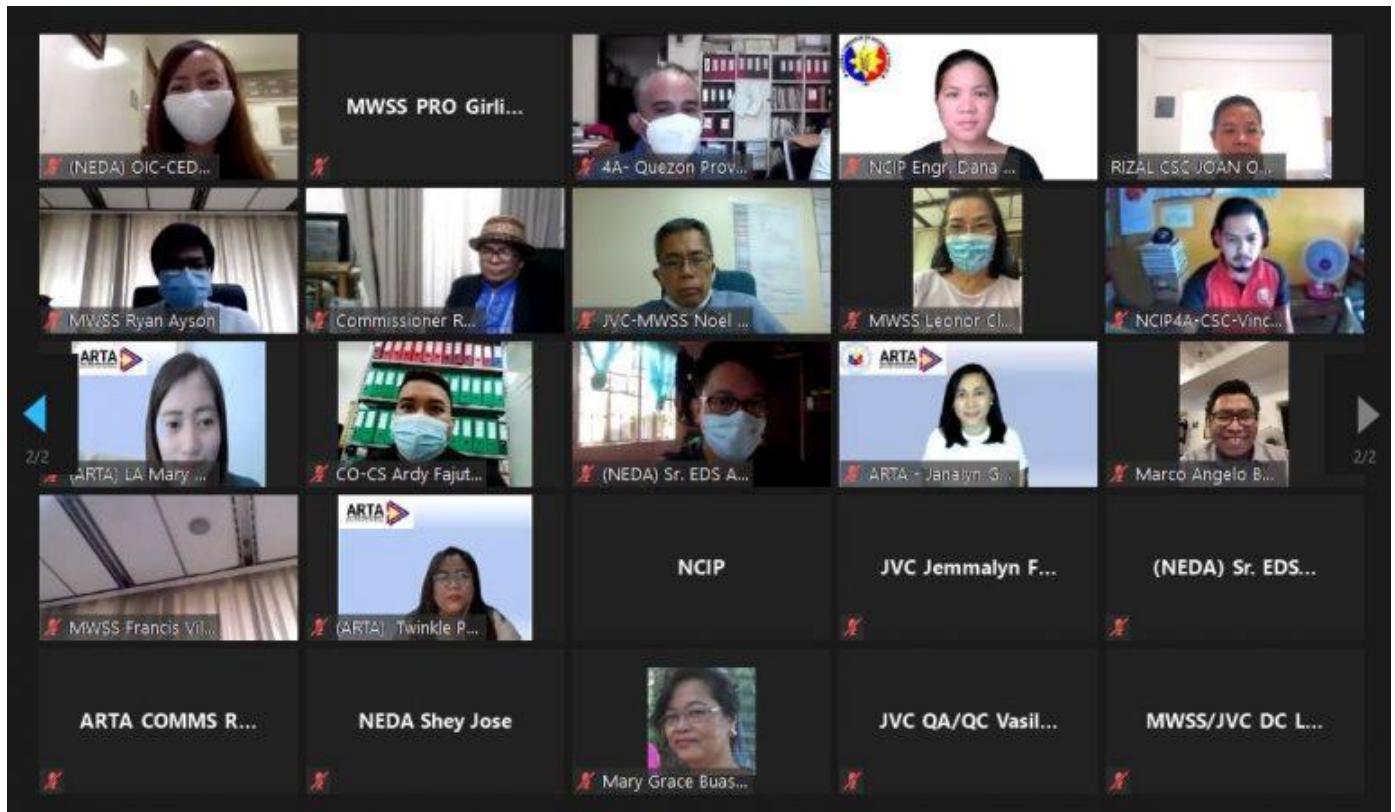 (NEDA) OIC-CED...
MWSS PRO Girli...
4A- Quezon Prov...
NCIP Engr. Dana ...
RIZAL CSC JOAN O...
MWSS Ryan Ayson
Commissioner R...
JVC-MWSS Noel ...
MWSS Leonor Cl...
NCIP4A-CSC-Vinc...
ARTA
(ARTA) LA Mary ...
CO-CS Ardy Fajut...
(NEDA) Sr. EDS A...
ARTA
ARTA - Janalyn G...
Marco Angelo B...
2/2
2/2
MWSS Francis Vil...
ARTA
(ARTA) Twinkle P...
NCIP
JVC Jemmalyn F...
(NEDA) Sr. EDS...
ARTA COMMS R...
NEDA Shey Jose
Mary Grace Buas...
JVC QA/QC Vasil...
MWSS/JVC DC L...